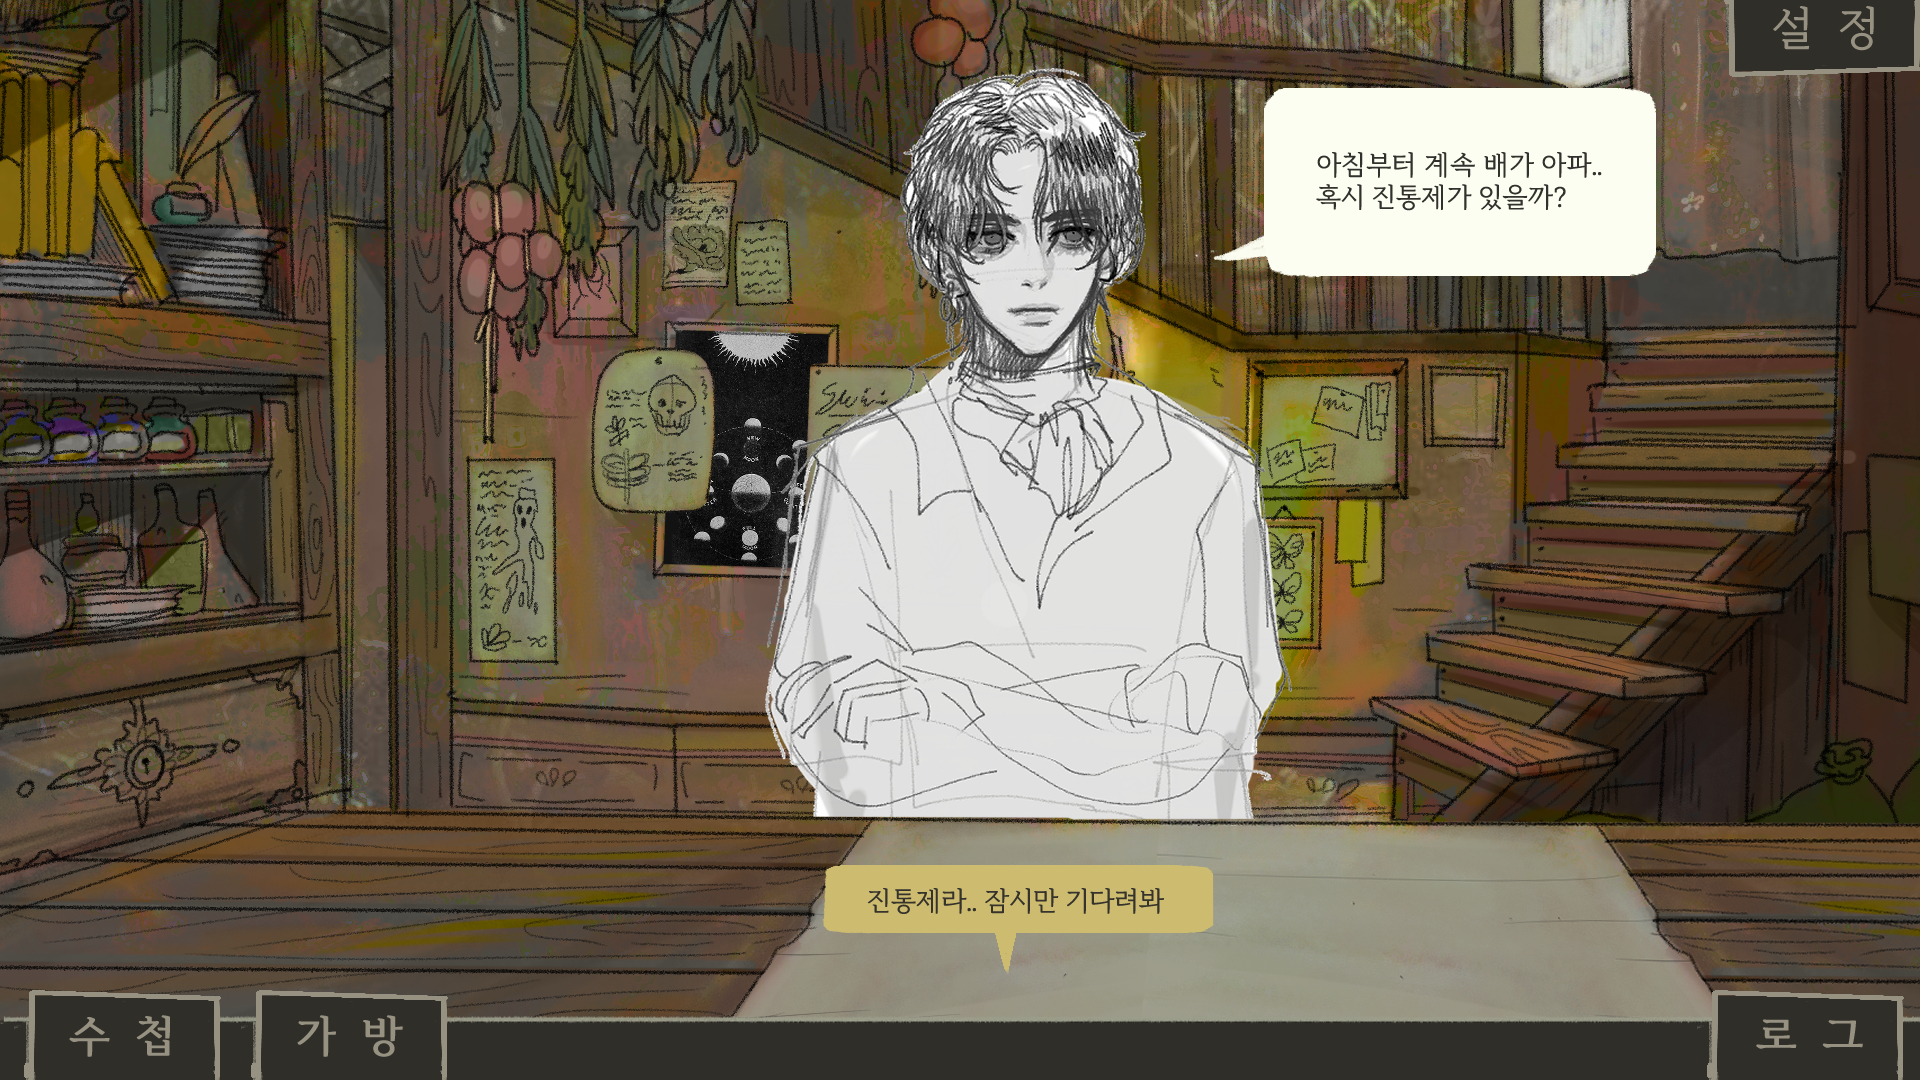 설 정
아침부터 계속 배가 아파..
혹시 진통제가 있을까?
진통제라.. 잠시만 기다려봐
수 첩
가 방
로 그